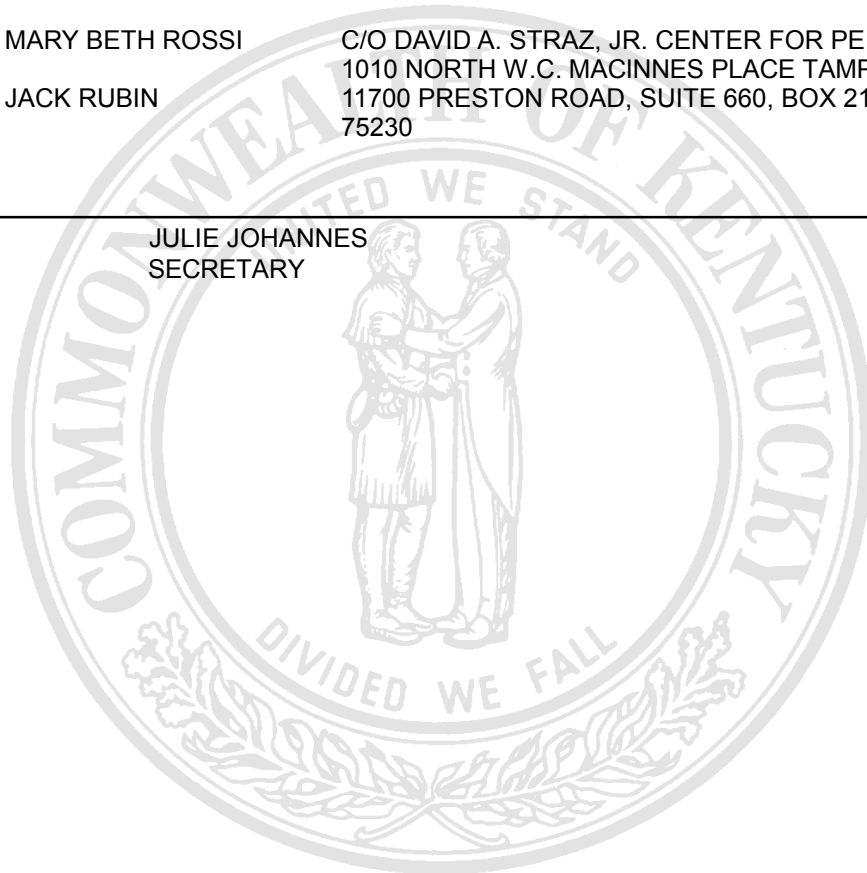 MARY BETH ROSSI C/O DAVID A. STRAZ, JR. CENTER FOR PE
1010 NORTH W.C. MACINNES PLACE
JACK RUBIN 11700 PRESTON ROAD, SUITE 660, BOX 21
75230
JULIE JOHANNES
SECRETARY
COMMONWEALTH OF KENTUCKY
UNITED WE STAND
DIVIDED WE FALL